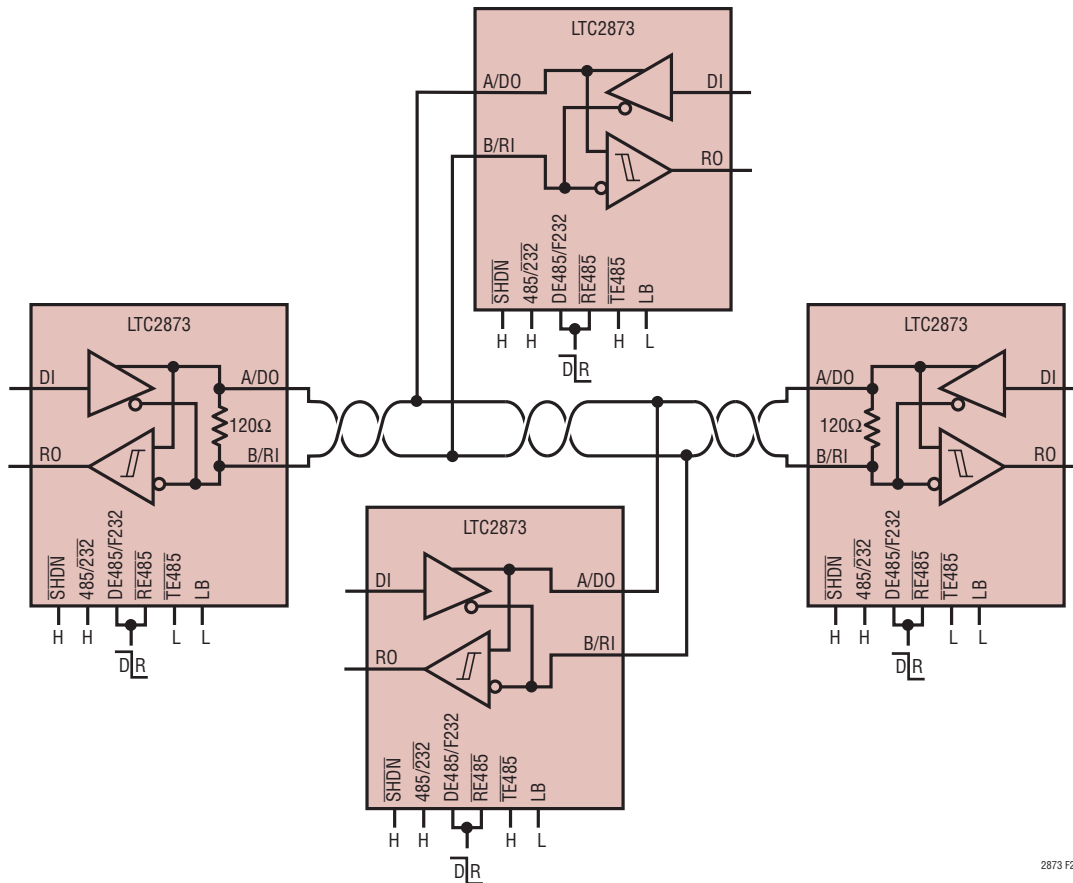 LTC2873
A/DO
DI
B/RI
RO
SHDN
485/232
DE485/F232
RE485
TE485
LB
H
H
H
L
D R
LTC2873
DI
A/DO
120Ω
RO
B/RI
SHDN
485/232
DE485/F232
RE485
TE485
LB
H
H
L
L
D R
LTC2873
A/DO
DI
120Ω
B/RI
RO
SHDN
485/232
DE485/F232
RE485
TE485
LB
H
H
L
L
D R
LTC2873
DI
A/DO
B/RI
RO
SHDN
485/232
DE485/F232
RE485
TE485
LB
H
H
H
L
D R